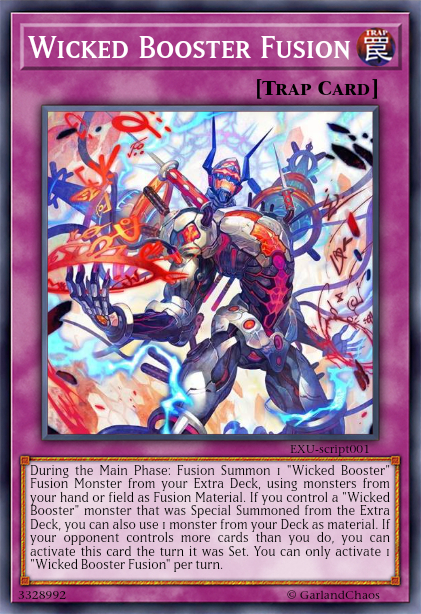 Wicked Booster Fusion
TRAP
罠
[Trap Card]
EXU-script001
During the Main Phase: Fusion Summon 1 "Wicked Booster"
Fusion Monster from your Extra Deck, using monsters from
your hand or field as Fusion Material. If you control a "Wicked
Booster" monster that was Special Summoned from the Extra
Deck, you can also use 1 monster from your Deck as material. If
your opponent controls more cards than you do, you can
activate this card the turn it was Set. You can only activate 1
"Wicked Booster Fusion" per turn.
3328992
© GarlandChaos